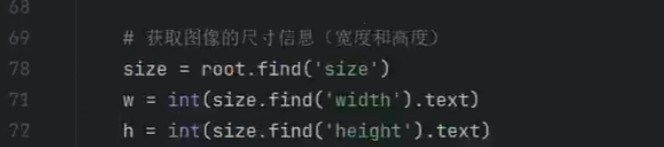 68
69 # 获取图像的尺寸信息（宽度和高度）
70 size = root.find('size')
71 w = int(size.find('width').text)
72 h = int(size.find('height').text)